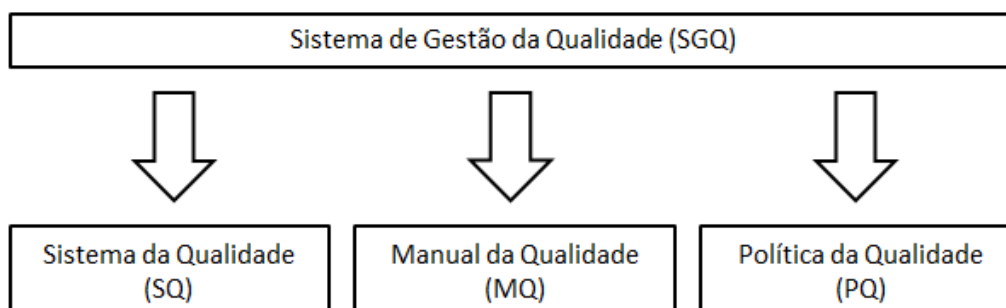 Sistema de Gestão da Qualidade (SGQ)
Sistema da Qualidade
(SQ)
Manual da Qualidade
(MQ)
Política da Qualidade
(PQ)